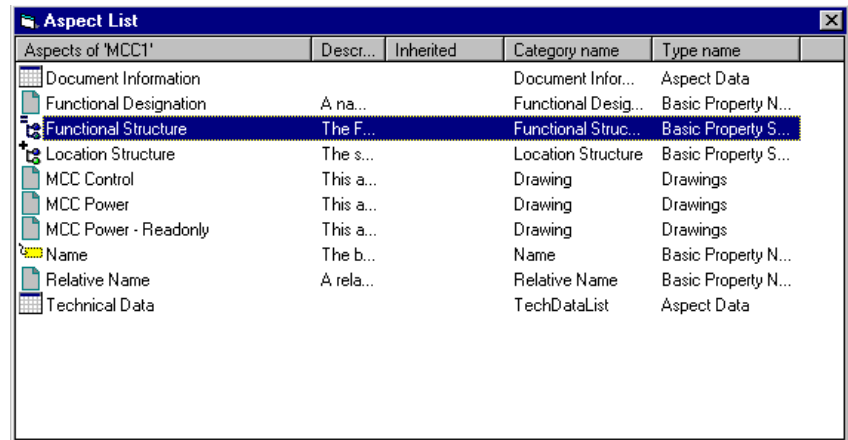 Aspect List
Aspects of 'MCC1' Descr... Inherited Category name Type name
Document Information Document Infor... Aspect Data
Functional Designation A na... Functional Desig... Basic Property N...
Functional Structure The F... Functional Struc... Basic Property S...
Location Structure The s... Location Structure Basic Property S...
MCC Control This a... Drawing Drawings
MCC Power This a... Drawing Drawings
MCC Power - Readonly This a... Drawing Drawings
Name The b... Name Basic Property N...
Relative Name A rela... Relative Name Basic Property N...
Technical Data TechDataList Aspect Data